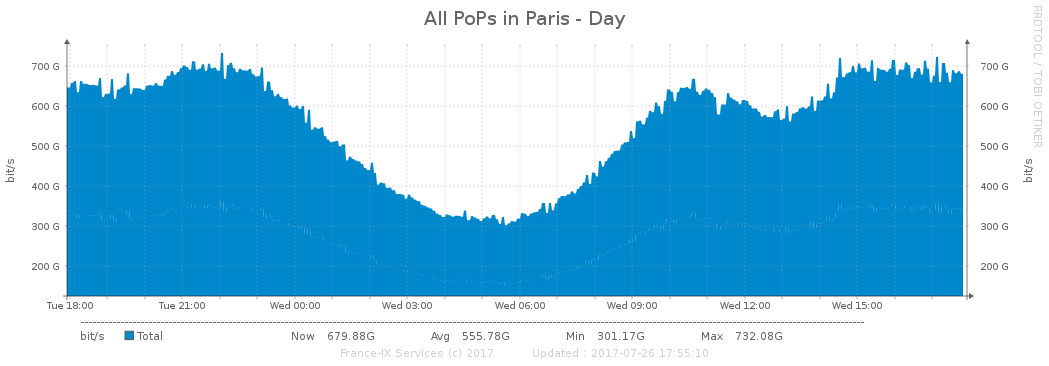 All PoPs in Paris - Day
RRDTOOL / TOBI OETIKER
bit/s
bit/s
700 G 700 G
600 G 600 G
500 G 500 G
400 G 400 G
300 G 300 G
200 G 200 G
Tue 18:00 Tue 21:00 Wed 00:00 Wed 03:00 Wed 06:00 Wed 09:00 Wed 12:00 Wed 15:00
bit/s Total Now 679.88G Avg 555.78G Min 301.17G Max 732.08G
France-IX Services (c) 2017 Updated : 2017-07-26 17:55:10